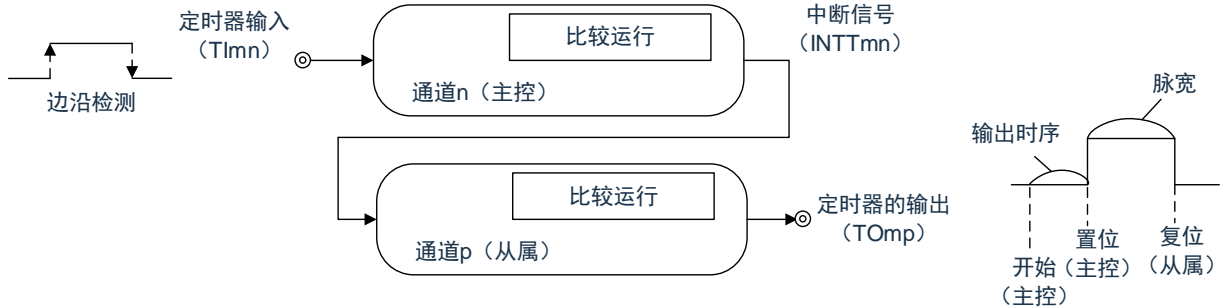 边沿检测
定时器输入
（TImn）
比较运行
通道n（主控）
中断信号
（INTTmn）
比较运行
通道p（从属）
定时器的输出
（TOmp）
脉宽
输出时序
开始
（主控）
置位
（主控）
复位
（从属）